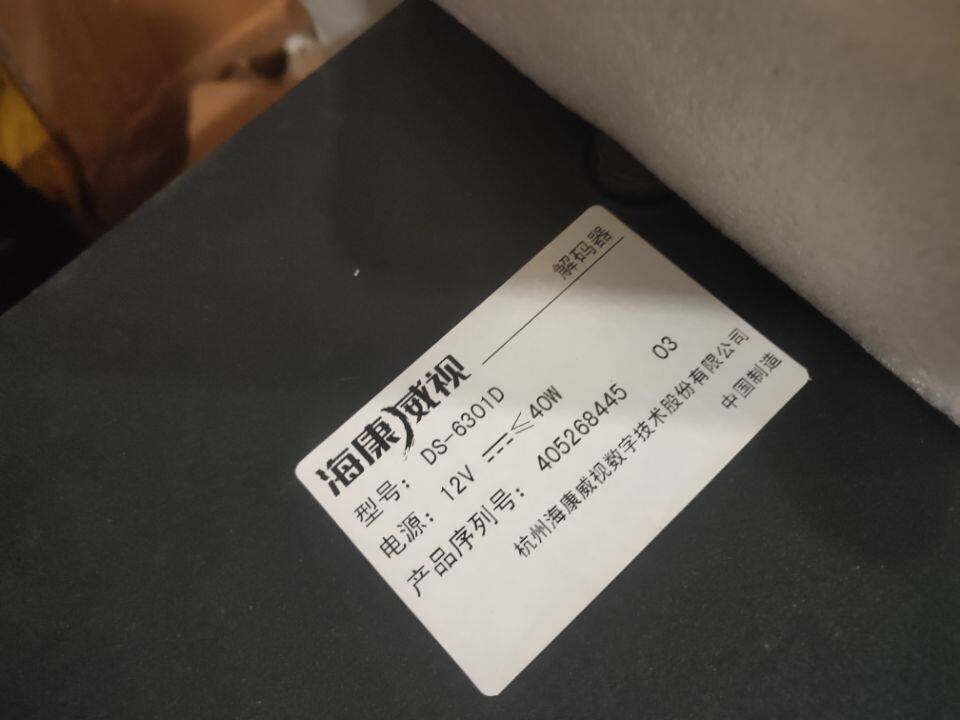 解码器
海康威视
型号： DS-6301D
电源： 12V ⎓≤40W
产品序列号： 405268445 03
杭州海康威视数字技术股份有限公司
中国制造